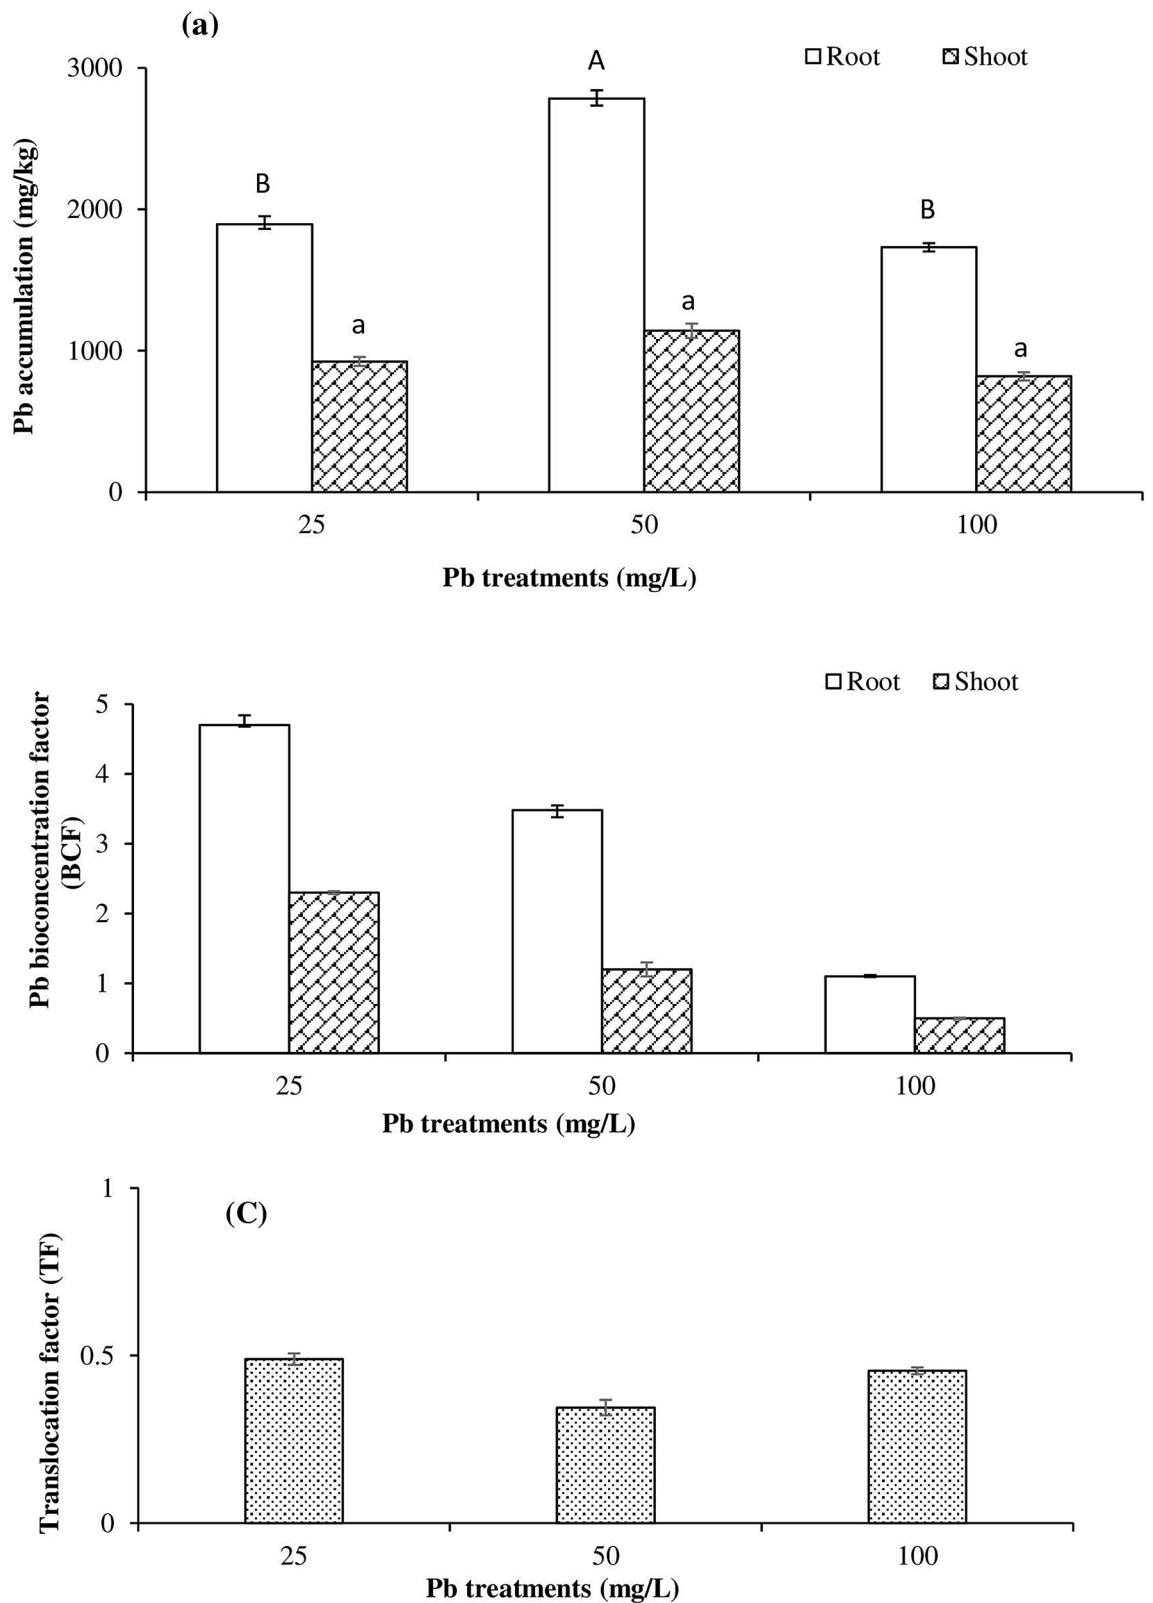 (a)
Root Shoot
3000
2000
1000
0
Pb accumulation (mg/kg)
B
a
A
a
B
a
25 50 100
Pb treatments (mg/L)
Root Shoot
5
4
3
2
1
0
Pb bioconcentration factor
(BCF)
25 50 100
Pb treatments (mg/L)
(C)
1
0.5
0
Translocation factor (TF)
25 50 100
Pb treatments (mg/L)